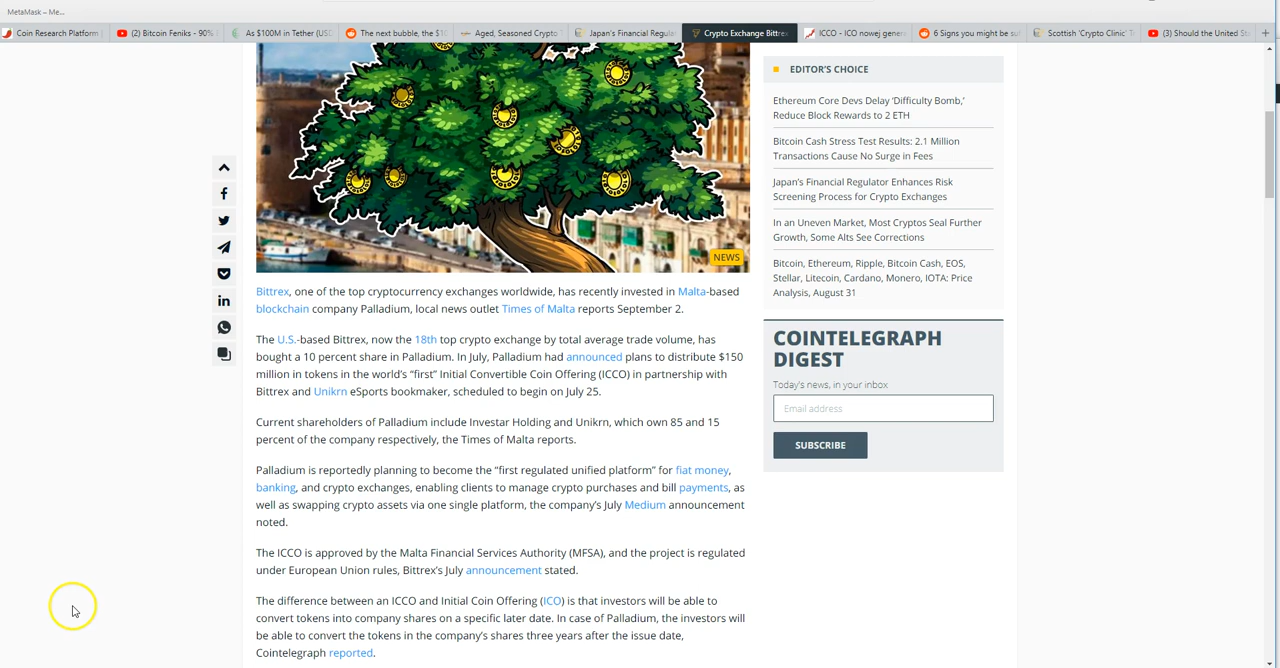 MetaMask – Me...
Coin Research Platform
(2) Bitcoin Feniks - 90%
As $100M in Tether (USD
The next bubble, the $10
Aged, Seasoned Crypto T
Japan's Financial Regula
Crypto Exchange Bittrex
ICCO - ICO nowej gener
6 Signs you might be su
Scottish 'Crypto Clinic' T
(3) Should the United St
NEWS
Bittrex, one of the top cryptocurrency exchanges worldwide, has recently invested in Malta-based
blockchain company Palladium, local news outlet Times of Malta reports September 2.
The U.S.-based Bittrex, now the 18th top crypto exchange by total average trade volume, has
bought a 10 percent share in Palladium. In July, Palladium had announced plans to distribute $150
million in tokens in the world's “first” Initial Convertible Coin Offering (ICCO) in partnership with
Bittrex and Unikrn eSports bookmaker, scheduled to begin on July 25.
Current shareholders of Palladium include Investar Holding and Unikrn, which own 85 and 15
percent of the company respectively, the Times of Malta reports.
Palladium is reportedly planning to become the “first regulated unified platform” for fiat money,
banking, and crypto exchanges, enabling clients to manage crypto purchases and bill payments, as
well as swapping crypto assets via one single platform, the company's July Medium announcement
noted.
The ICCO is approved by the Malta Financial Services Authority (MFSA), and the project is regulated
under European Union rules, Bittrex's July announcement stated.
The difference between an ICCO and Initial Coin Offering (ICO) is that investors will be able to
convert tokens into company shares on a specific later date. In case of Palladium, the investors will
be able to convert the tokens in the company's shares three years after the issue date,
Cointelegraph reported.
EDITOR'S CHOICE
Ethereum Core Devs Delay 'Difficulty Bomb,'
Reduce Block Rewards to 2 ETH
Bitcoin Cash Stress Test Results: 2.1 Million
Transactions Cause No Surge in Fees
Japan's Financial Regulator Enhances Risk
Screening Process for Crypto Exchanges
In an Uneven Market, Most Cryptos Seal Further
Growth, Some Alts See Corrections
Bitcoin, Ethereum, Ripple, Bitcoin Cash, EOS,
Stellar, Litecoin, Cardano, Monero, IOTA: Price
Analysis, August 31
COINTELEGRAPH
DIGEST
Today's news, in your inbox
Email address
SUBSCRIBE